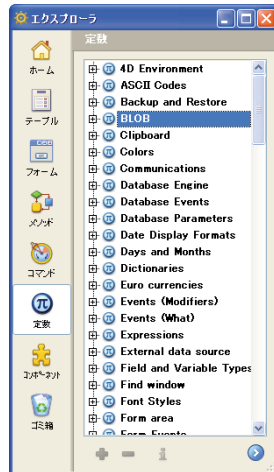 エクスプローラ
定数
ホーム
テーブル
フォーム
メソッド
コマンド
定数
コンポーネント
ゴミ箱
4D Environment
ASCII Codes
Backup and Restore
BLOB
Clipboard
Colors
Communications
Database Engine
Database Events
Database Parameters
Date Display Formats
Days and Months
Dictionaries
Euro currencies
Events (Modifiers)
Events (What)
Expressions
External data source
Field and Variable Types
Find window
Font Styles
Form area
Form Events